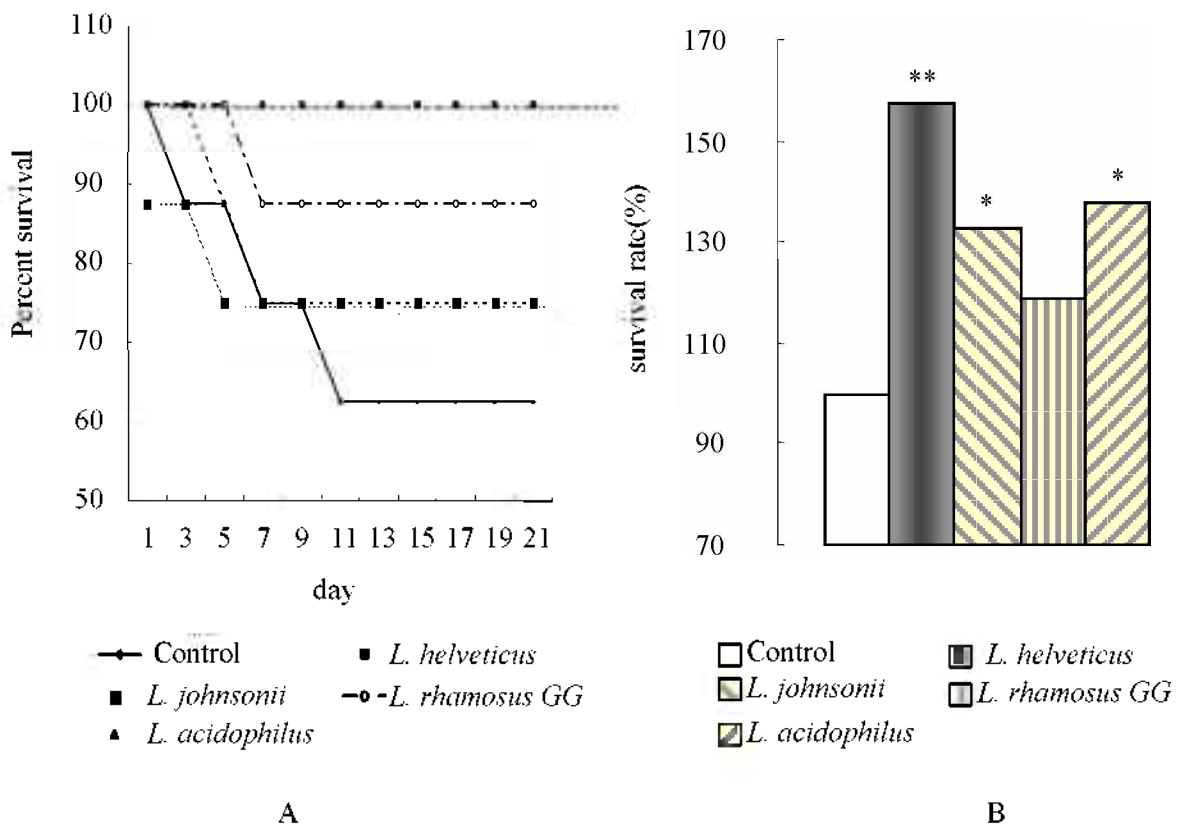 Percent survival
110
100
90
80
70
60
50
1 3 5 7 9 11 13 15 17 19 21
day
Control
L. helveticus
L. johnsonii
L. rhamosus GG
L. acidophilus
A
survival rate(%)
170
150
130
110
90
70
**
*
*
Control
L. helveticus
L. johnsonii
L. rhamosus GG
L. acidophilus
B